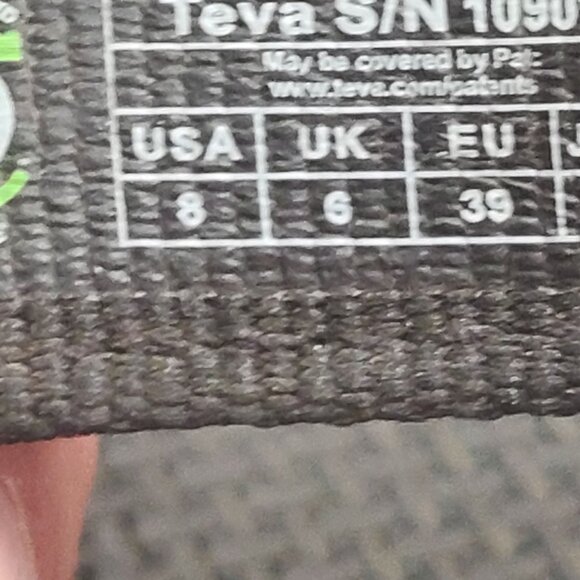 %
Teva S/N 1090
May be covered by Pat:
www.teva.com/patents
USA UK EU J
8 6 39